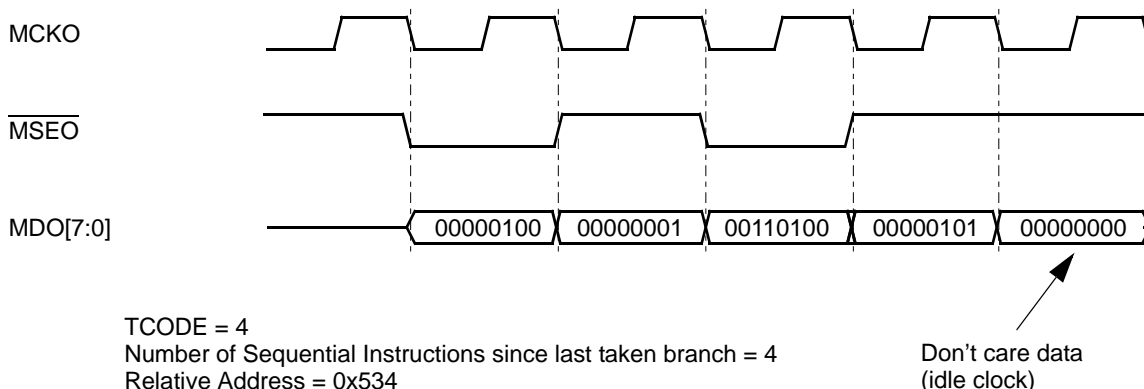 MCKO
MSEO
MDO[7:0]
00000100 00000001 00110100 00000101 00000000
TCODE = 4
Number of Sequential Instructions since last taken branch = 4
Relative Address = 0x534
Don't care data
(idle clock)